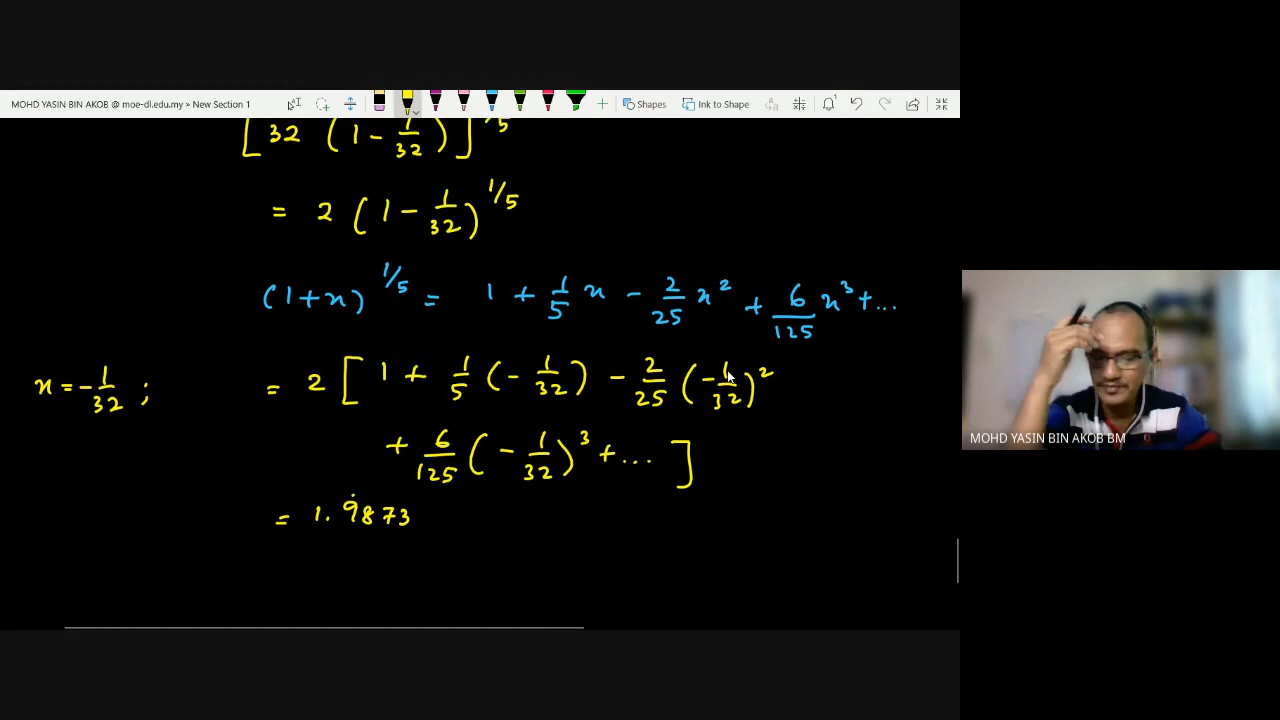 MOHD YASIN BIN AKOB @ moe-dl.edu.my » New Section 1
Shapes
Ink to Shape
[32 (1 - 1/32)]^1/5
= 2 (1 - 1/32)^1/5
(1+x)^1/5 = 1 + 1/5 x - 2/25 x² + 6/125 x³ + ...
x = -1/32 ; = 2 [ 1 + 1/5 (-1/32) - 2/25 (-1/32)²
+ 6/125 (-1/32)³ + ... ]
= 1.9873
MOHD YASIN BIN AKOB BM